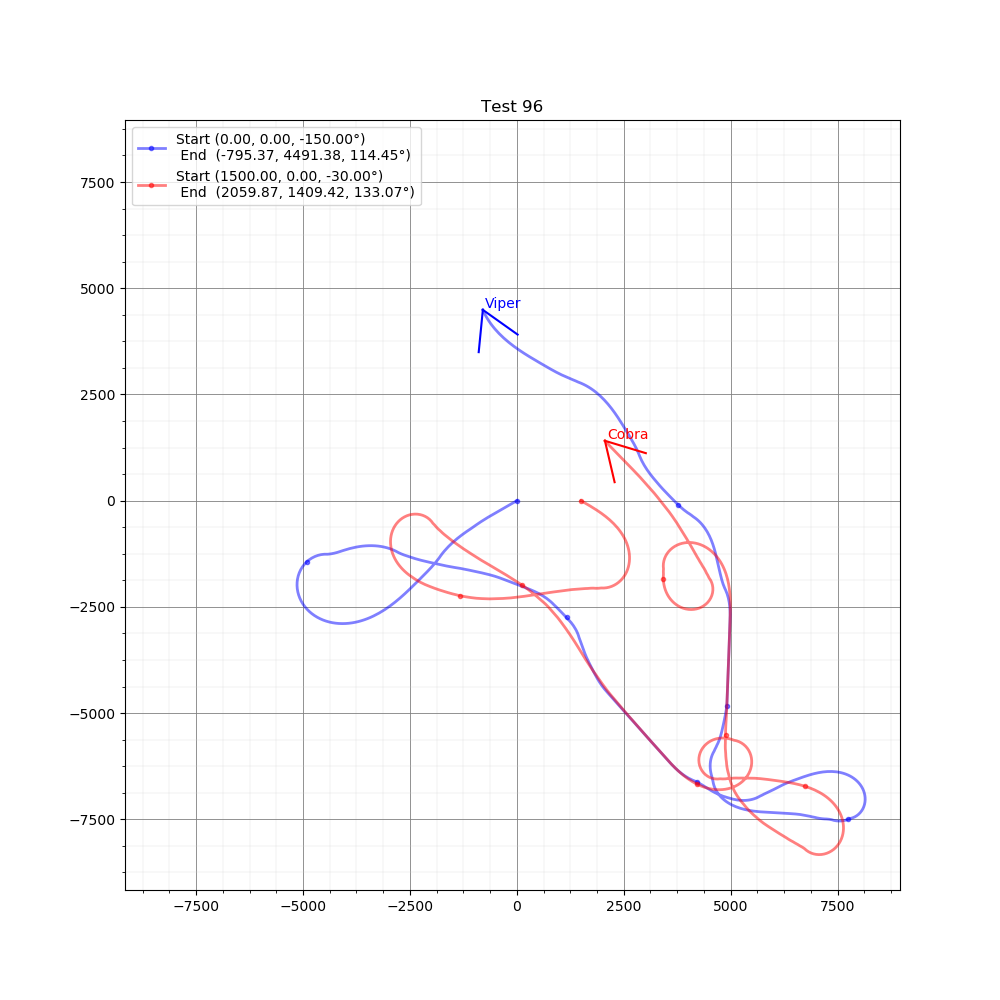 Test 96
Start (0.00, 0.00, -150.00°)
End  (-795.37, 4491.38, 114.45°)
Start (1500.00, 0.00, -30.00°)
End  (2059.87, 1409.42, 133.07°)
Viper
Cobra
7500
5000
2500
0
−2500
−5000
−7500
−7500
−5000
−2500
0
2500
5000
7500